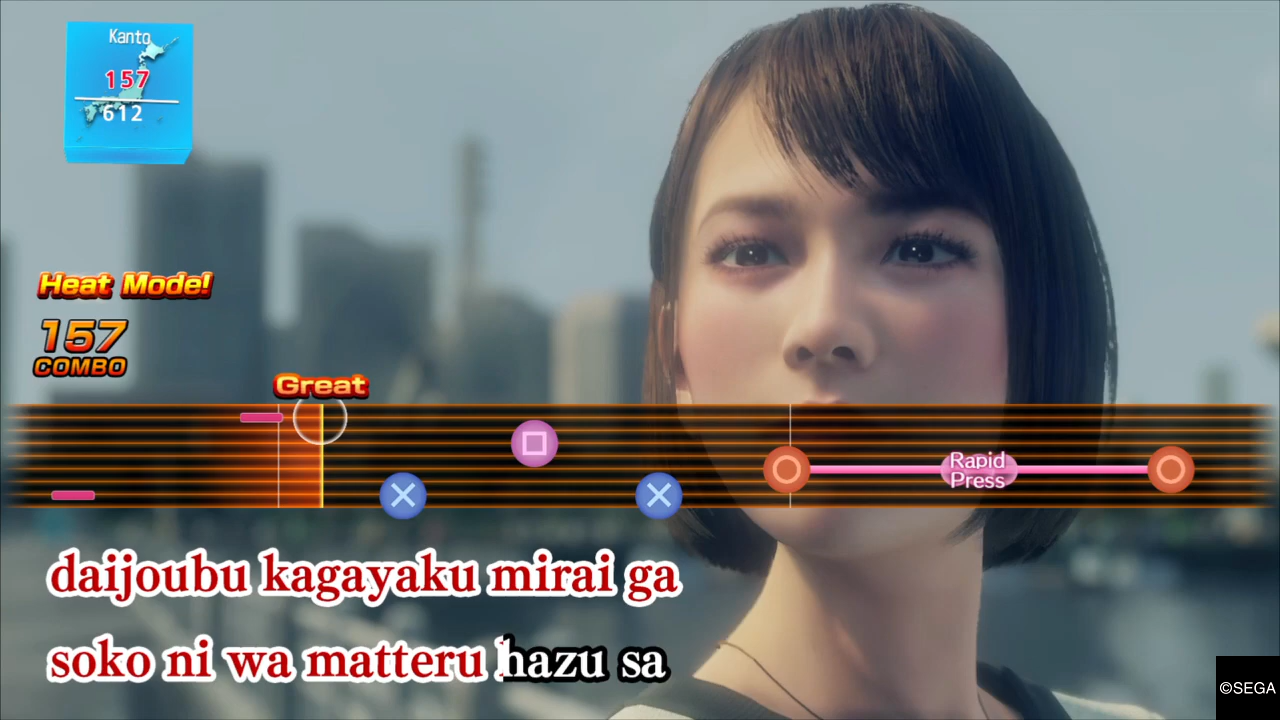 Kanto
157
612
Heat Mode!
157
COMBO
Great
Rapid
Press
daijoubu kagayaku mirai ga
soko ni wa matteru hazu sa
©SEGA